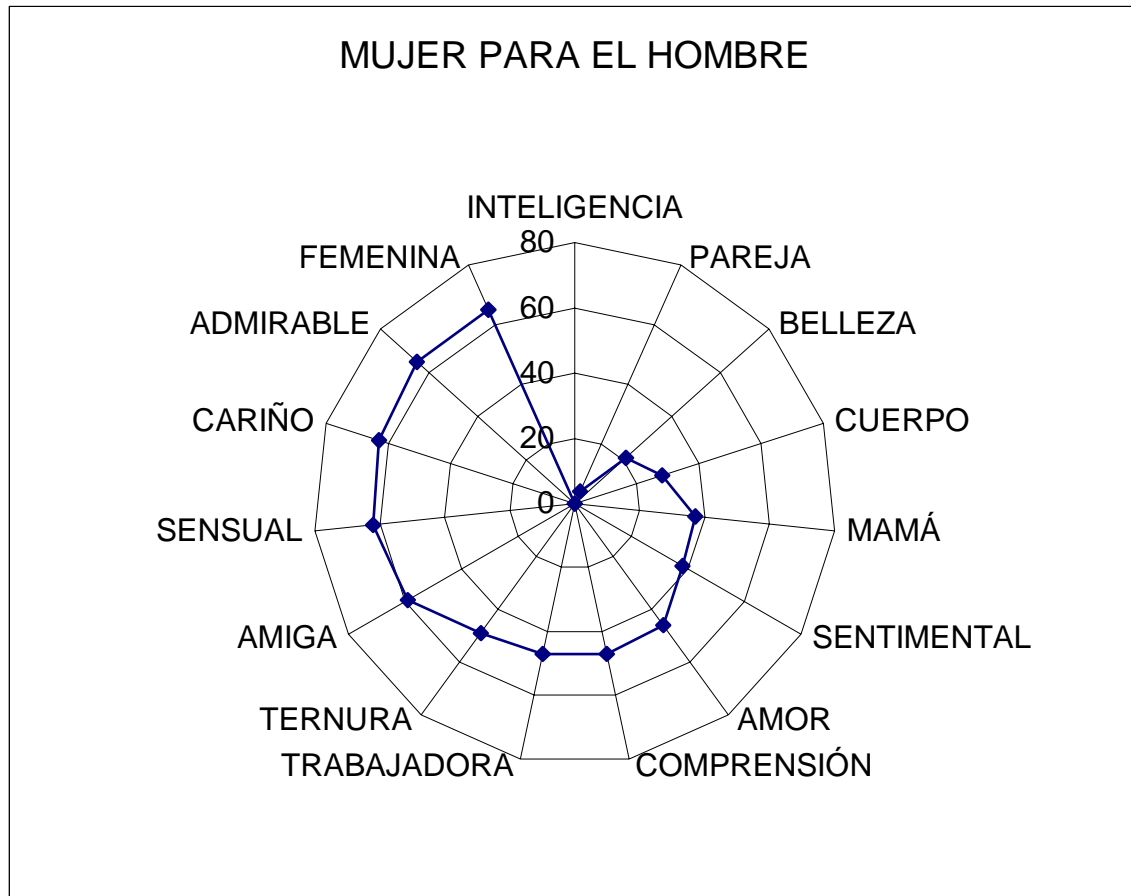 MUJER PARA EL HOMBRE
INTELIGENCIA
PAREJA
BELLEZA
CUERPO
MAMÁ
SENTIMENTAL
AMOR
COMPRENSIÓN
TRABAJADORA
TERNURA
AMIGA
SENSUAL
CARIÑO
ADMIRABLE
FEMENINA
80
60
40
20
0